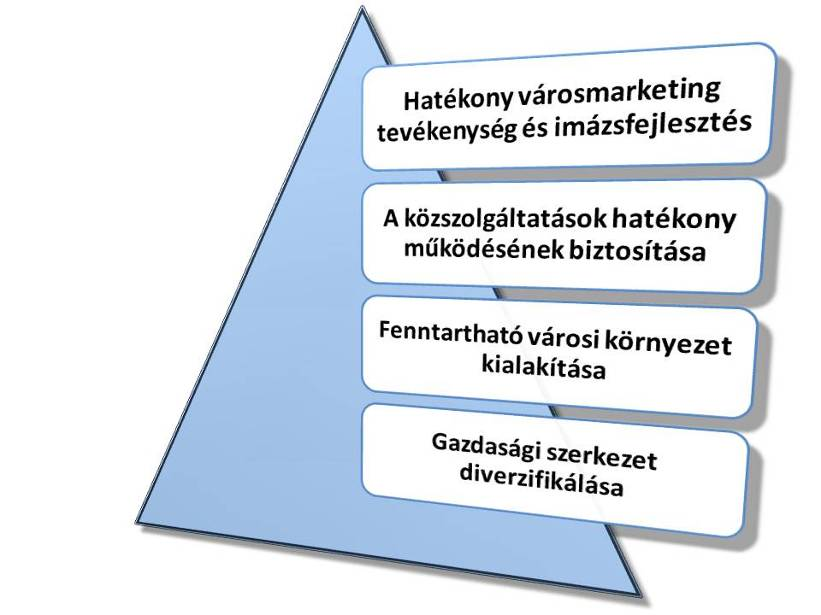 Hatékony városmarketing
tevékenység és imázsfejlesztés
A közszolgáltatások hatékony
működésének biztosítása
Fenntartható városi környezet
kialakítása
Gazdasági szerkezet
diverzifikálása